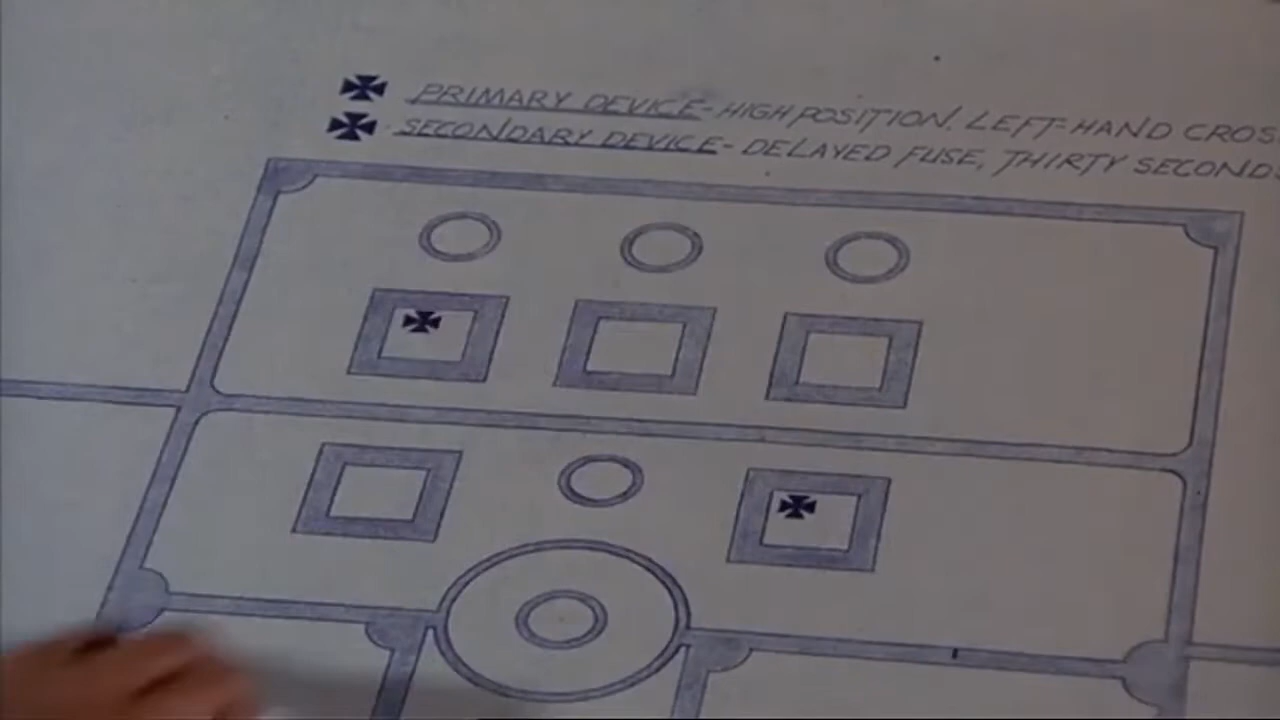 PRIMARY DEVICE-HIGH POSITION. LEFT-HAND CROS
SECONDARY DEVICE-DELAYED FUSE, THIRTY SECONDS